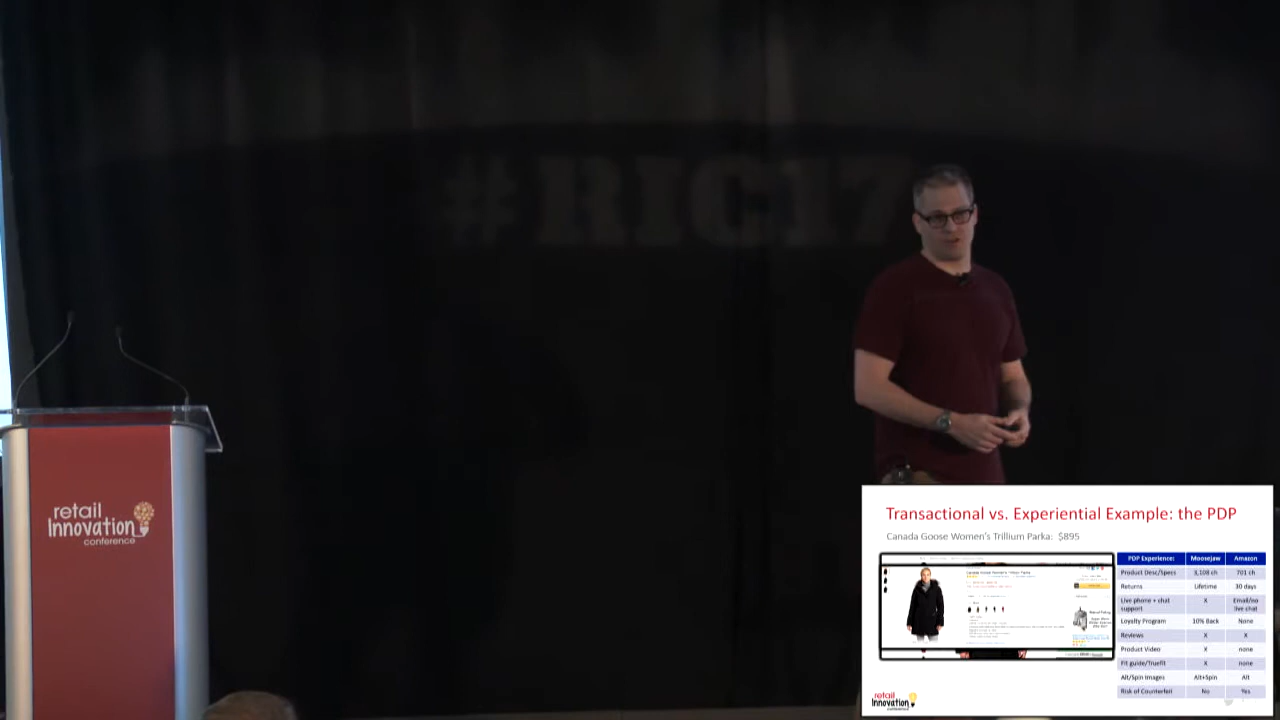 #RIC17
retail
Innovation
conference
Transactional vs. Experiential Example: the PDP
Canada Goose Women's Trillium Parka: $895
PDP Experience: Moosejaw Amazon
Product Desc/Specs 3,108 ch 701 ch
Returns Lifetime 30 days
Live phone + chat support X Email/no live chat
Loyalty Program 10% Back None
Reviews X X
Product Video X none
Fit guide/Truefit X none
Alt/Spin Images Alt+Spin Alt
Risk of Counterfeit No Yes
retail
Innovation
conference